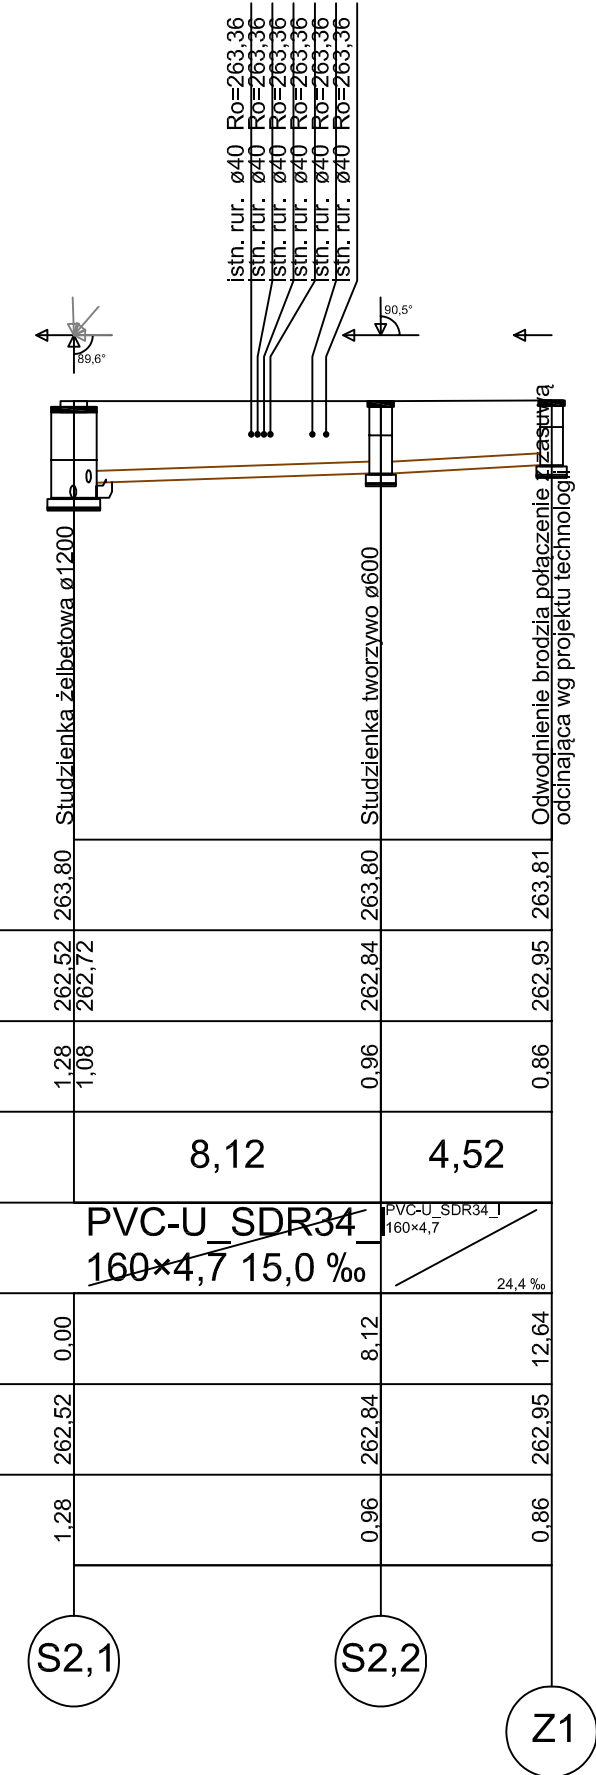 istn. rur. ø40 Ro=263,36
istn. rur. ø40 Ro=263,36
istn. rur. ø40 Ro=263,36
istn. rur. ø40 Ro=263,36
istn. rur. ø40 Ro=263,36
istn. rur. ø40 Ro=263,36
89,6°
90,5°
Studzienka żelbetowa ø1200
Studzienka tworzywo ø600
Odwodnienie brodzia połączenie z zasuwą
odcinająca wg projektu technologi
263,80
263,80
263,81
262,52
262,72
262,84
262,95
1,28
1,08
0,96
0,86
8,12
4,52
PVC-U_SDR34_l
160×4,7 15,0 ‰
PVC-U_SDR34_l
160×4,7
24,4 ‰
0,00
8,12
12,64
262,52
262,84
262,95
1,28
0,96
0,86
S2,1
S2,2
Z1